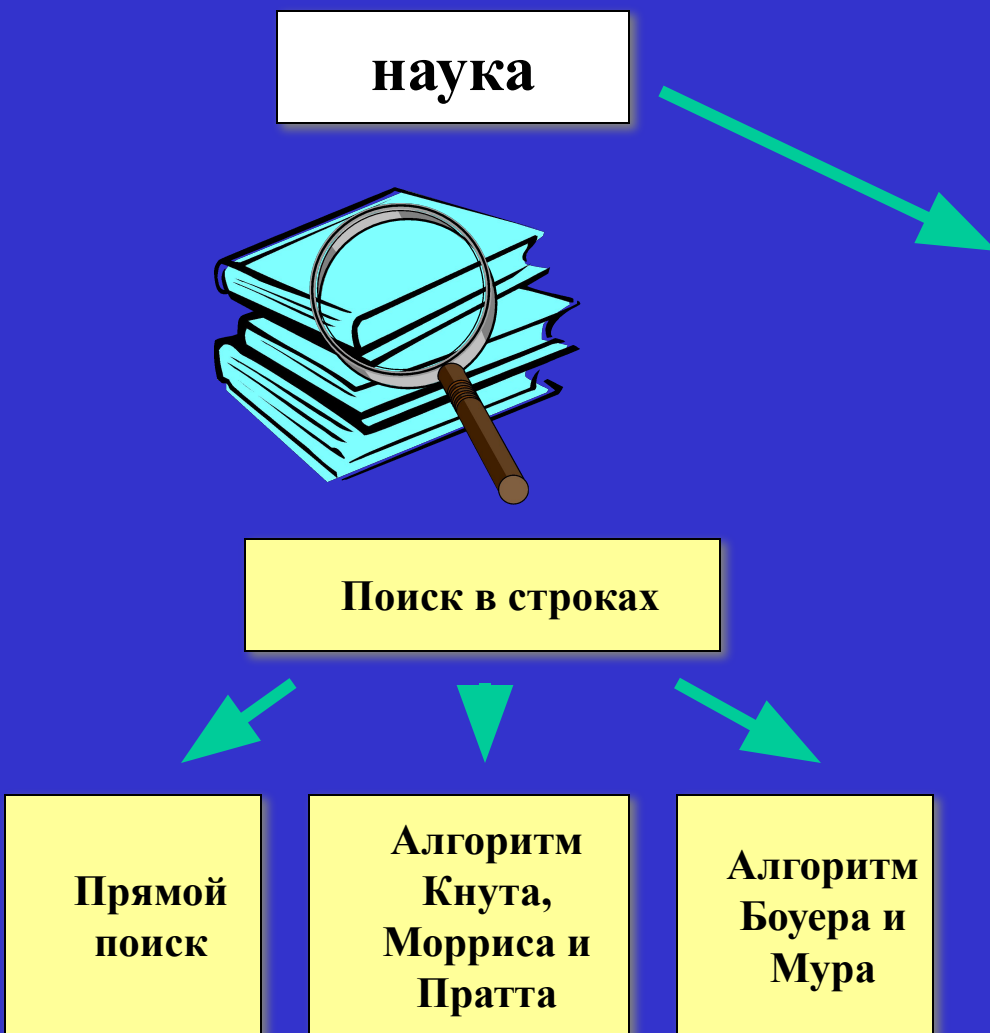 наука
Поиск в строках
Прямой
поиск
Алгоритм
Кнута,
Морриса и
Пратта
Алгоритм
Боуера и
Мура